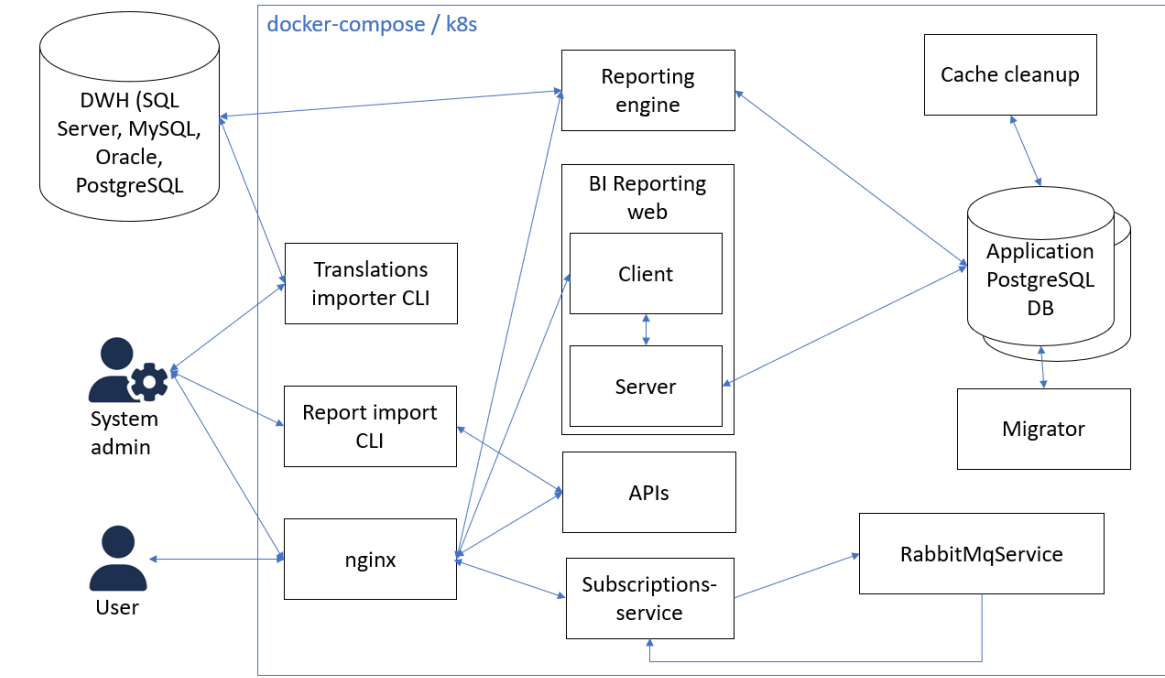 docker-compose / k8s
DWH (SQL
Server, MySQL,
Oracle,
PostgreSQL
Reporting
engine
Cache cleanup
BI Reporting
web
Client
Server
Translations
importer CLI
Application
PostgreSQL
DB
System
admin
Report import
CLI
Migrator
APIs
nginx
User
Subscriptions-
service
RabbitMqService